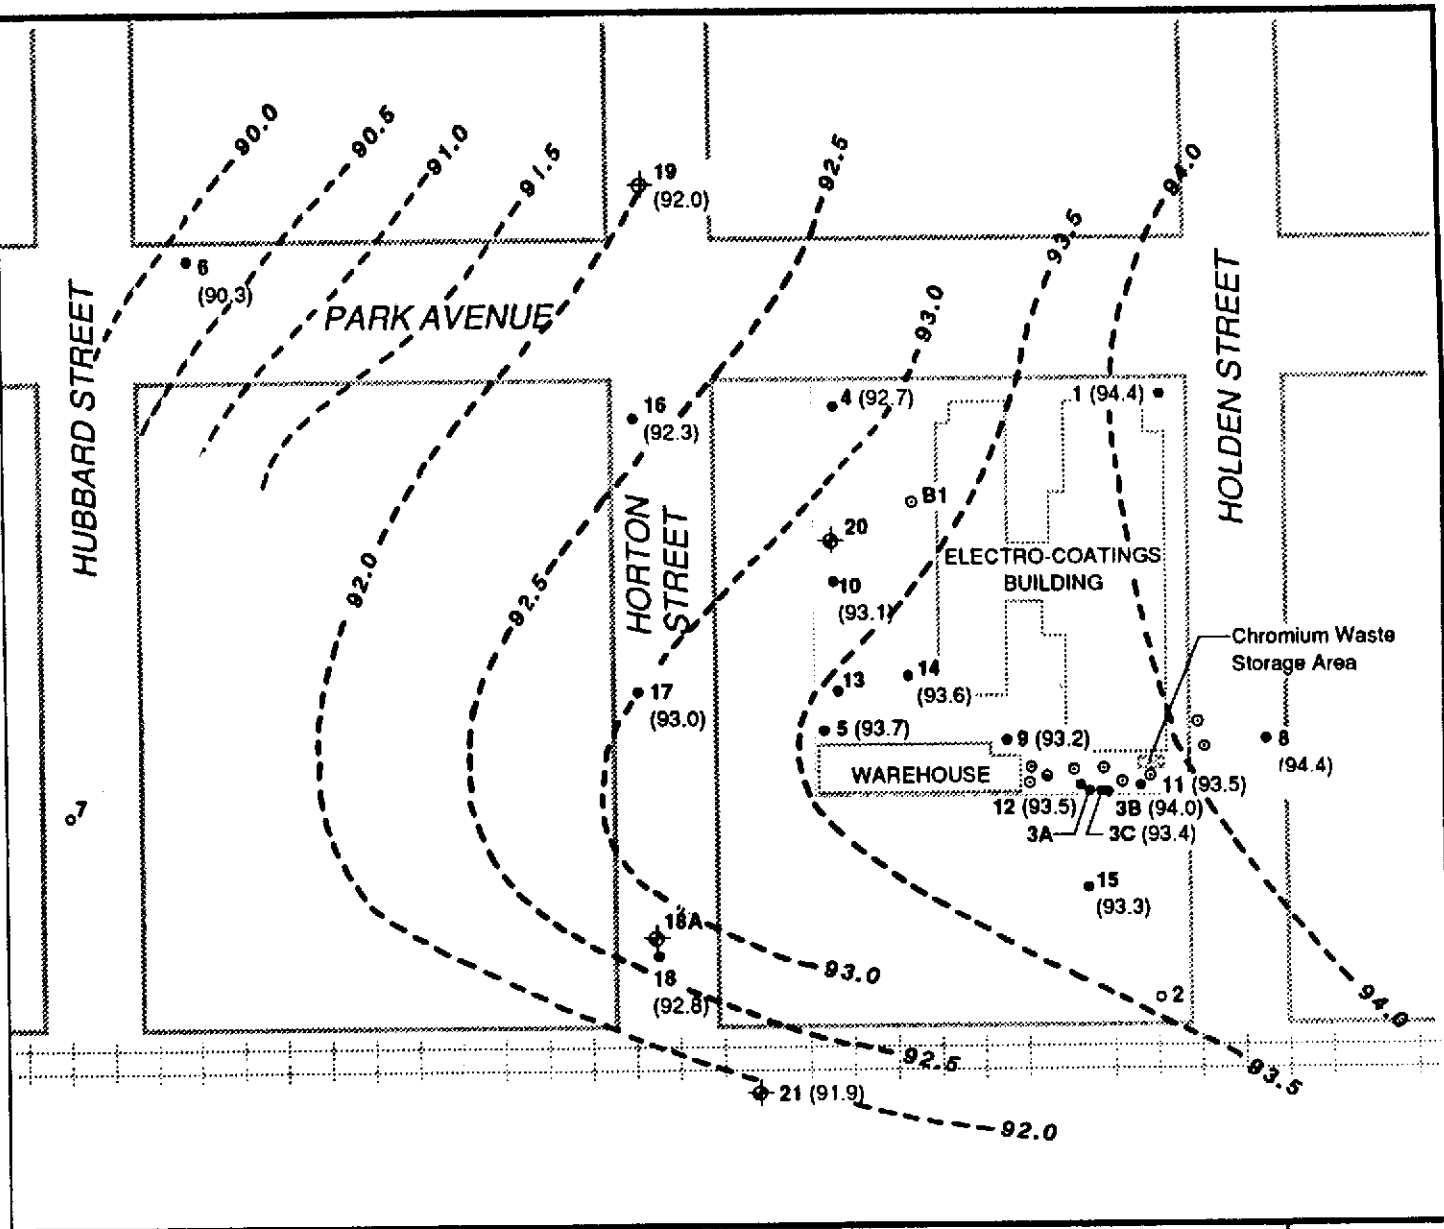 90.0
90.5
91.0
91.5
92.5
94.0
19
(92.0)
93.5
6
(90.3)
PARK AVENUE
93.0
HUBBARD STREET
HOLDEN STREET
16
(92.3)
4 (92.7)
1 (94.4)
B1
20
HORTON
STREET
ELECTRO-COATINGS
BUILDING
92.0
92.5
10
(93.1)
Chromium Waste
Storage Area
14
(93.6)
13
17
(93.0)
5 (93.7)
9 (93.2)
8
(94.4)
WAREHOUSE
11 (93.5)
12 (93.5)
3B (94.0)
3A
3C (93.4)
7
15
(93.3)
18A
18
(92.8)
93.0
2
94.0
92.5
93.5
21 (91.9)
92.0